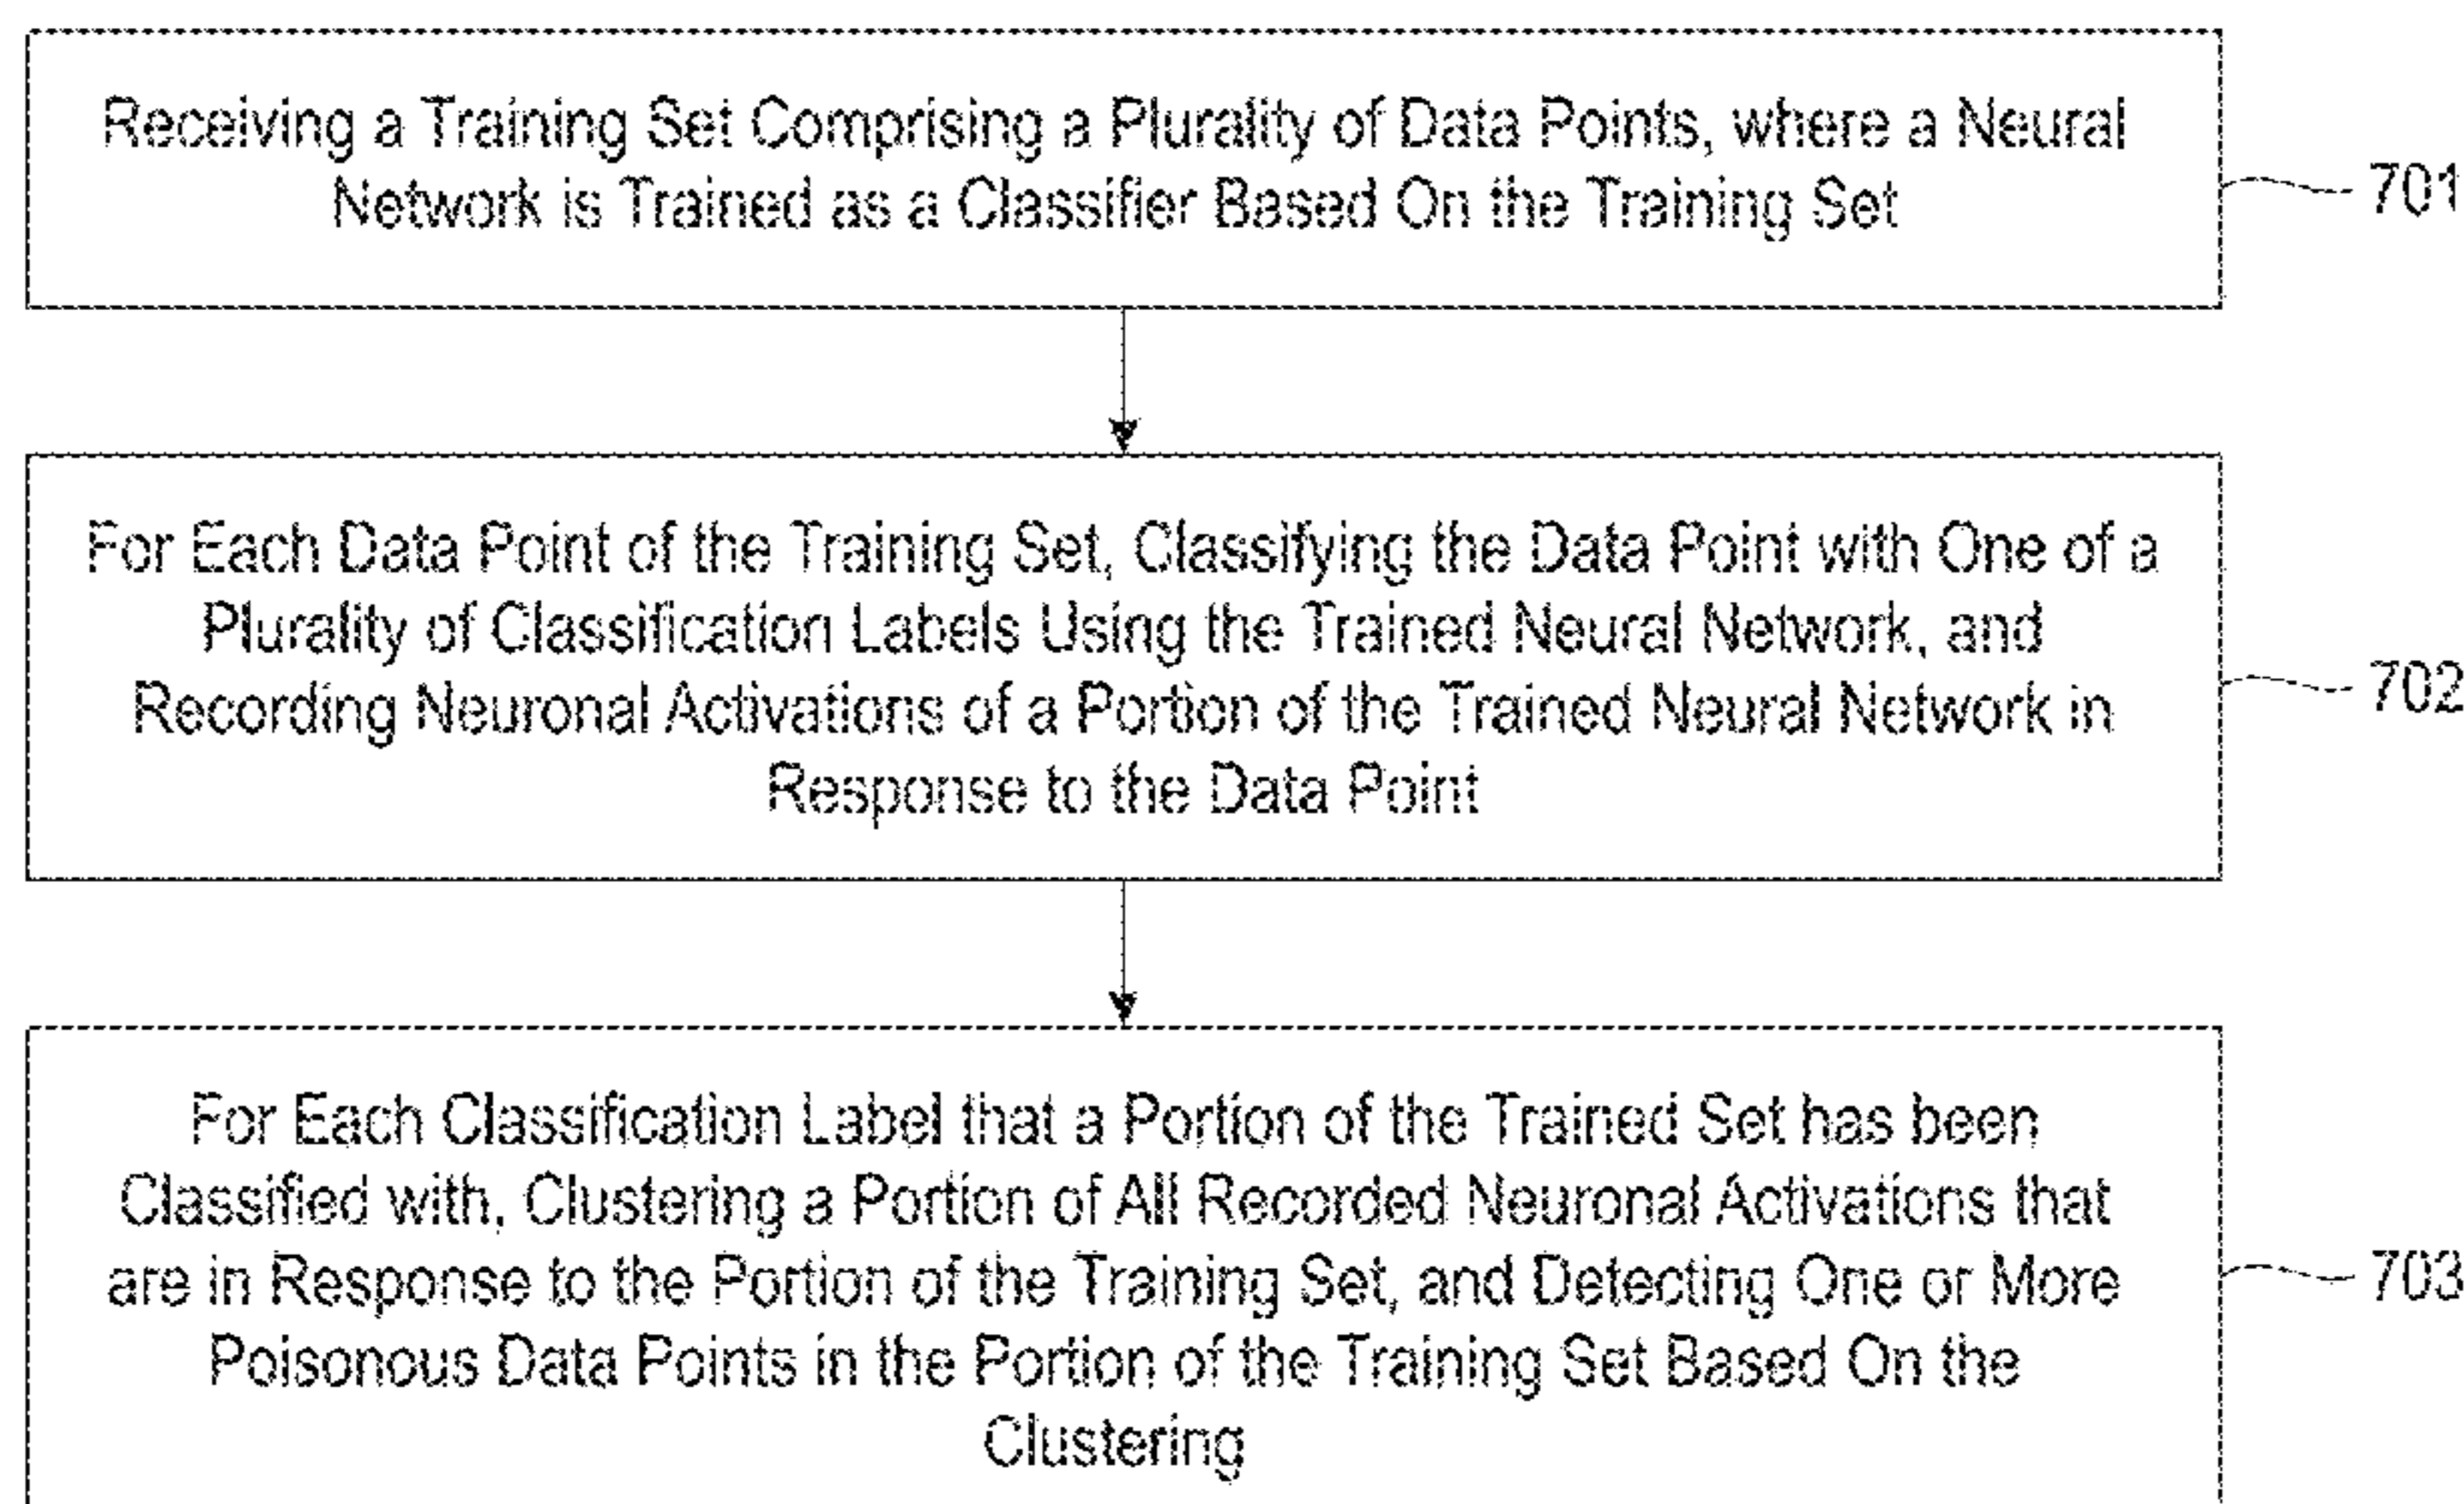 Receiving a Training Set Comprising a Plurality of Data Points, where a Neural
Network is Trained as a Classifier Based On the Training Set
701
For Each Data Point of the Training Set, Classifying the Data Point with One of a
Plurality of Classification Labels Using the Trained Neural Network, and
Recording Neuronal Activations of a Portion of the Trained Neural Network in
Response to the Data Point
702
For Each Classification Label that a Portion of the Trained Set has been
Classified with, Clustering a Portion of All Recorded Neuronal Activations that
are in Response to the Portion of the Training Set, and Detecting One or More
Poisonous Data Points in the Portion of the Training Set Based On the
Clustering
703